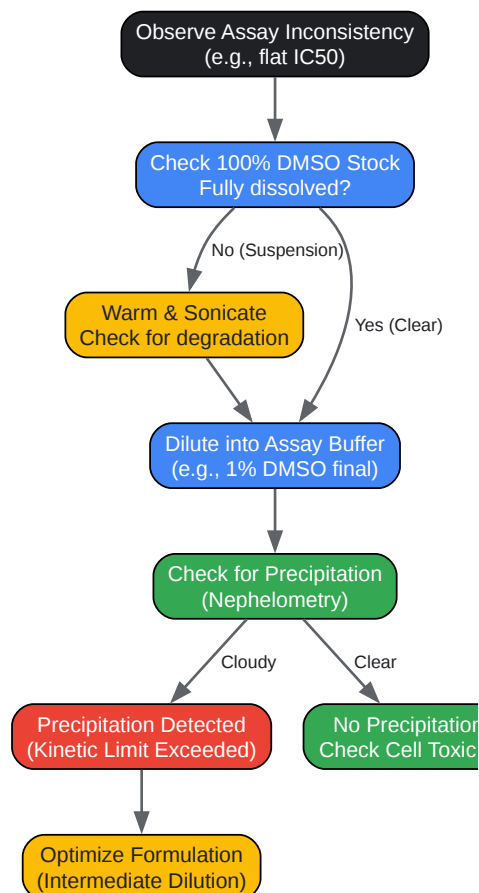 Observe Assay Inconsistency
(e.g., flat IC50)
Check 100% DMSO Stock
Fully dissolved?
No (Suspension)
Warm & Sonicate
Check for degradation
Yes (Clear)
Dilute into Assay Buffer
(e.g., 1% DMSO final)
Check for Precipitation
(Nephelometry)
Cloudy
Clear
Precipitation Detected
(Kinetic Limit Exceeded)
No Precipitation
Check Cell Toxic
Optimize Formulation
(Intermediate Dilution)